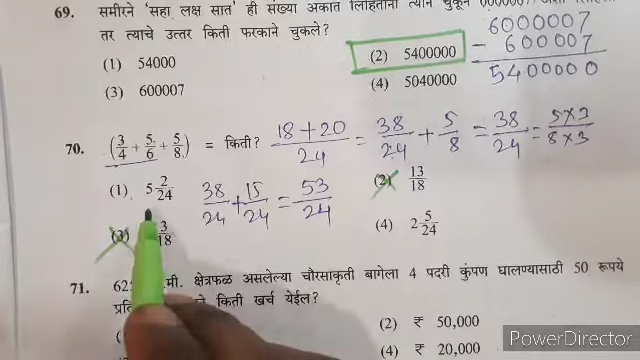 69. समीरने 'सहा लक्ष सात' ही संख्या अंकात लिहिताना त्याने चुकून
तर त्याचे उत्तर किती फरकाने चुकले?
6000007
- 600007
5400000
(1) 54000
(2) 5400000
(3) 600007
(4) 5040000
70. (3/4 + 5/6 + 5/8) = किती?
18+20/24 = 38/24 + 5/8 = 38/24 = 5×3/8×3
(1) 5 2/24
38/24 + 15/24 = 53/24
(2) 13/18
3/18
(4) 2 5/24
71. क्षेत्रफळ असलेल्या चौरसाकृती बागेला 4 पदरी कुंपण घालण्यासाठी 50 रुपये
किती खर्च येईल?
(2) ₹ 50,000
(4) ₹ 20,000
PowerDirector